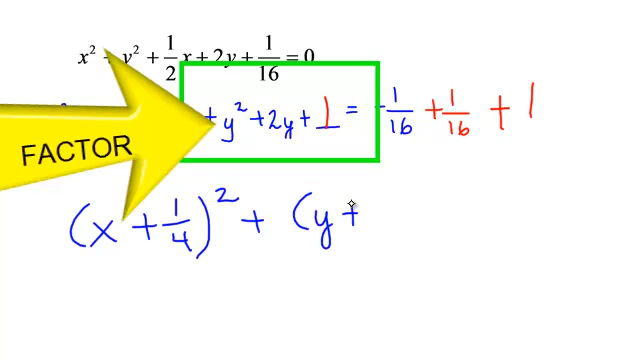 x² + y² + 1/2 x + 2y + 1/16 = 0
+ y² + 2y + 1 = - 1/16 + 1/16 + 1
FACTOR
(x + 1/4)² + (y +